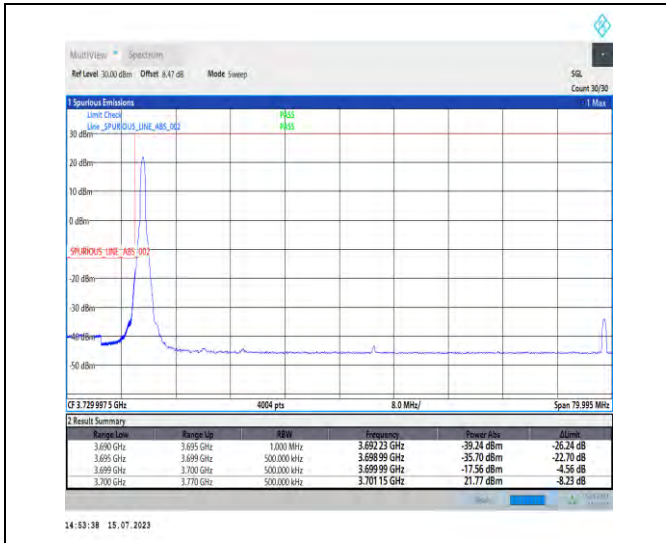 MultiView Spectrum
Ref Level 30.00 dBm Offset 8.47 dB Mode Sweep SGL
Count 30/30
1 Spurious Emissions 1 Max
Limit Check PASS
Line _SPURIOUS_LINE_ABS_002 PASS
30 dBm
20 dBm
10 dBm
0 dBm
_SPURIOUS_LINE_ABS_002
-20 dBm
-30 dBm
-40 dBm
-50 dBm
CF 3.729 997 5 GHz 4004 pts 8.0 MHz/ Span 79.995 MHz
2 Result Summary
Range Low Range Up RBW Frequency Power Abs ΔLimit
3.690 GHz 3.695 GHz 1.000 MHz 3.692 23 GHz -39.24 dBm -26.24 dB
3.695 GHz 3.699 GHz 500.000 kHz 3.698 99 GHz -35.70 dBm -22.70 dB
3.699 GHz 3.700 GHz 500.000 kHz 3.699 99 GHz -17.56 dBm -4.56 dB
3.700 GHz 3.770 GHz 500.000 kHz 3.701 15 GHz 21.77 dBm -8.23 dB
14:53:38 15.07.2023